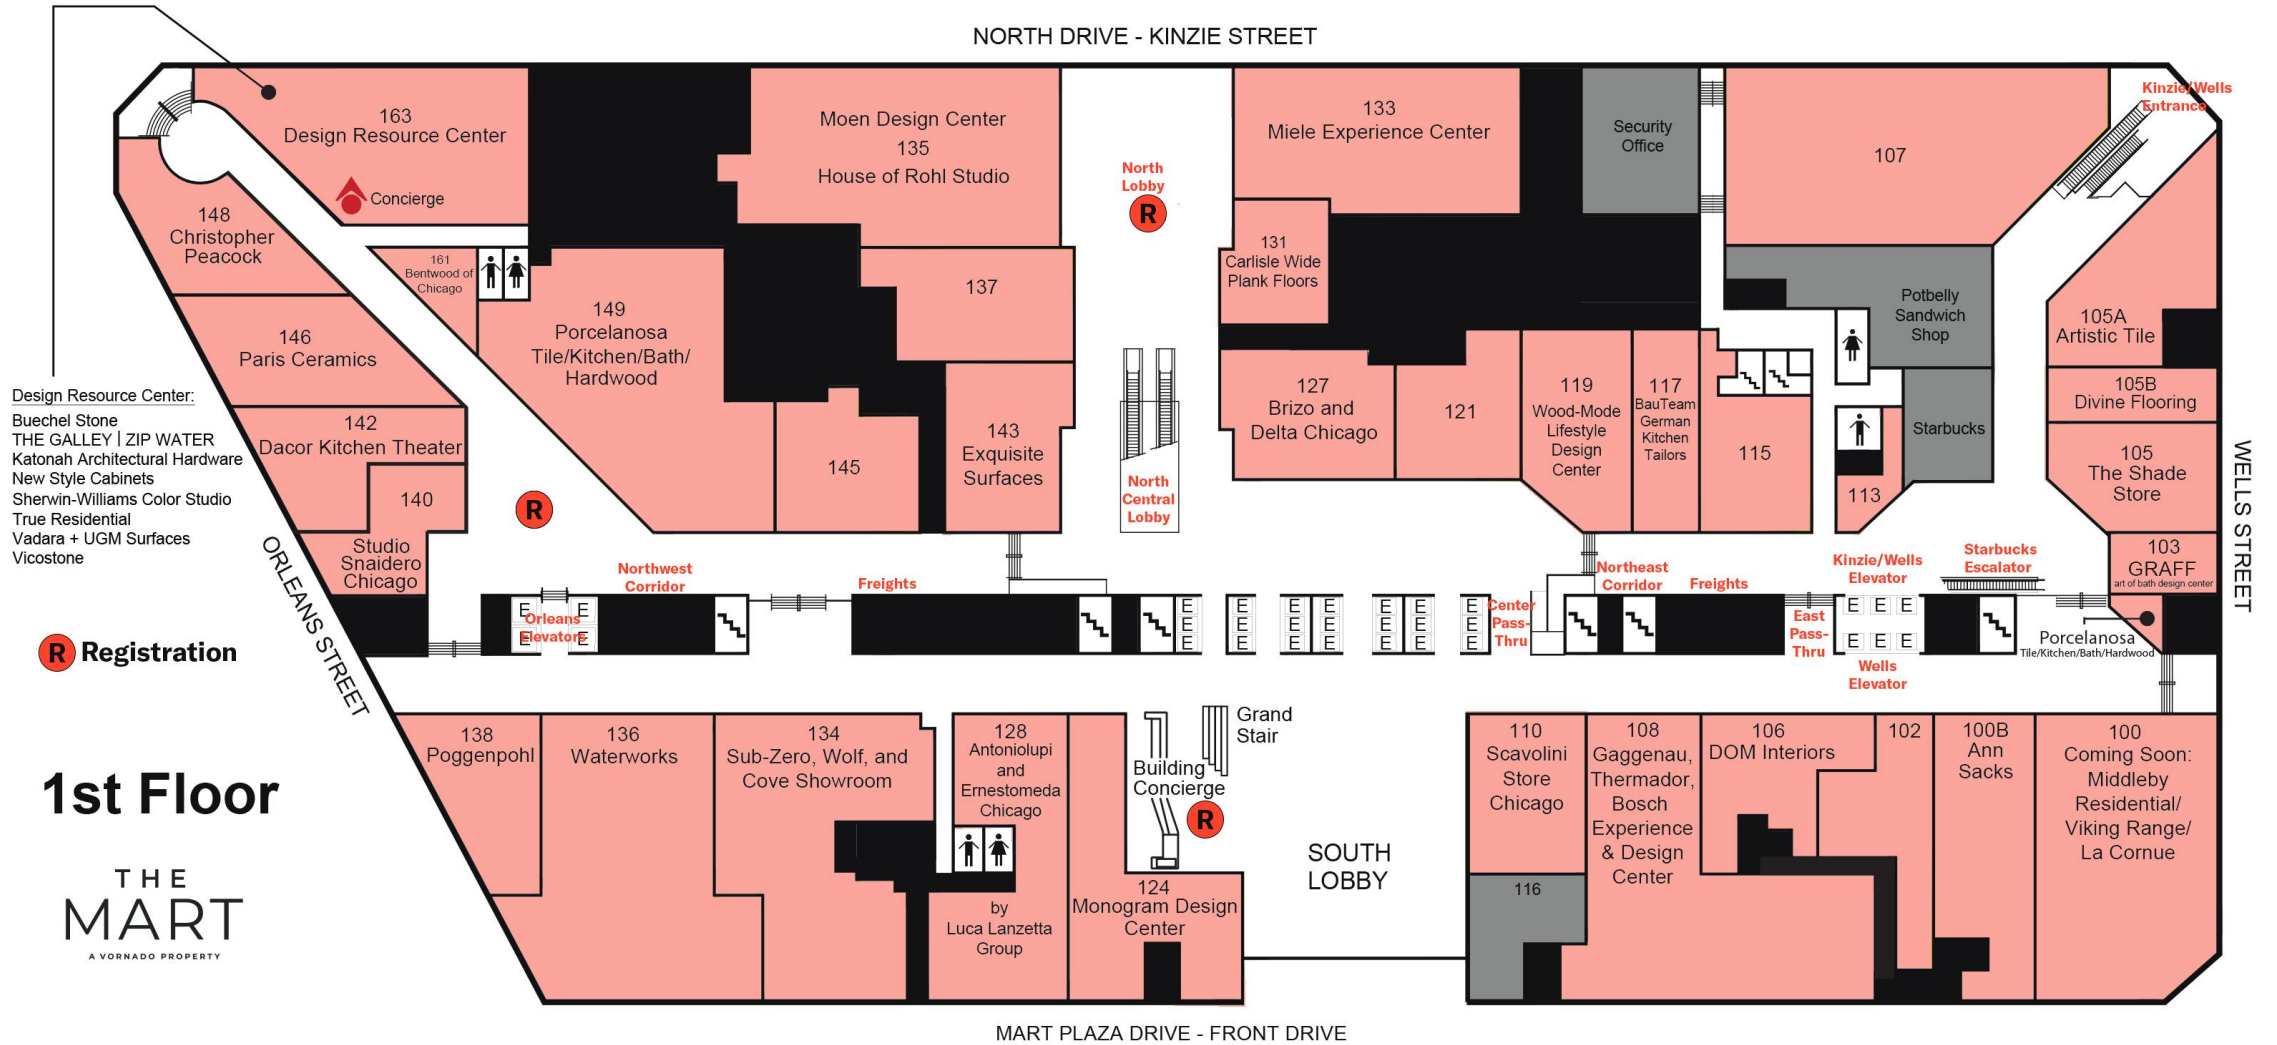 NORTH DRIVE - KINZIE STREET
163
Design Resource Center
Concierge
148
Christopher
Peacock
161
Bentwood of
Chicago
146
Paris Ceramics
142
Dacor Kitchen Theater
140
Studio
Snaidero
Chicago
149
Porcelanosa
Tile/Kitchen/Bath/
Hardwood
Moen Design Center
135
House of Rohl Studio
137
145
143
Exquisite
Surfaces
North
Lobby
R
North
Central
Lobby
133
Miele Experience Center
131
Carlisle Wide
Plank Floors
127
Brizo and
Delta Chicago
121
119
Wood-Mode
Lifestyle
Design
Center
117
BauTeam
German
Kitchen
Tailors
115
Security
Office
107
Potbelly
Sandwich
Shop
Starbucks
113
Kinzie/Wells
Entrance
105A
Artistic Tile
105B
Divine Flooring
105
The Shade
Store
103
GRAFF
art of bath design center
WELLS STREET
Design Resource Center:
Buechel Stone
THE GALLEY | ZIP WATER
Katonah Architectural Hardware
New Style Cabinets
Sherwin-Williams Color Studio
True Residential
Vadara + UGM Surfaces
Vicostone
R
ORLEANS STREET
R Registration
Northwest
Corridor
Freights
Northeast
Corridor
Freights
Kinzie/Wells
Elevator
Starbucks
Escalator
E E
Orleans
Elevators
E E
E
E
E
E
E
E
E E
E E
E E
E E
E E
E E
E
E
E
Center
Pass-
Thru
East
Pass-
Thru
E E E
E E E
Wells
Elevator
Porcelanosa
Tile/Kitchen/Bath/Hardwood
138
Poggenpohl
136
Waterworks
134
Sub-Zero, Wolf, and
Cove Showroom
128
Antoniolupi
and
Ernestomeda
Chicago
by
Luca Lanzetta
Group
Grand
Stair
Building
Concierge
R
124
Monogram Design
Center
SOUTH
LOBBY
110
Scavolini
Store
Chicago
116
108
Gaggenau,
Thermador,
Bosch
Experience
& Design
Center
106
DOM Interiors
102
100B
Ann
Sacks
100
Coming Soon:
Middleby
Residential/
Viking Range/
La Cornue
1st Floor
THE
MART
A VORNADO PROPERTY
MART PLAZA DRIVE - FRONT DRIVE